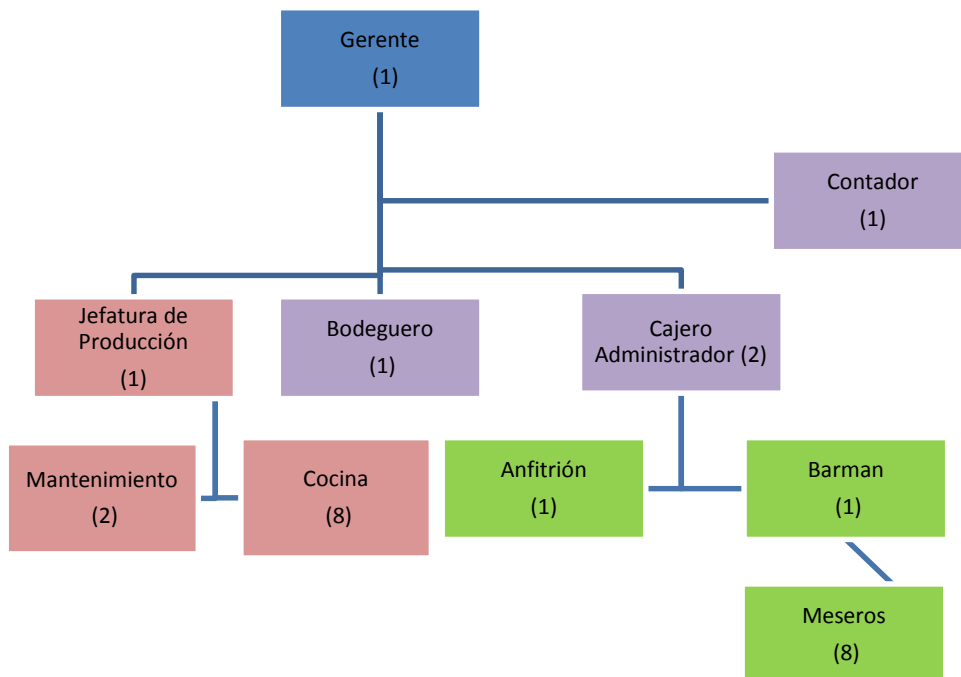 Gerente
(1)
Contador
(1)
Jefatura de
Producción
(1)
Bodeguero
(1)
Cajero
Administrador (2)
Mantenimiento
(2)
Cocina
(8)
Anfitrión
(1)
Barman
(1)
Meseros
(8)